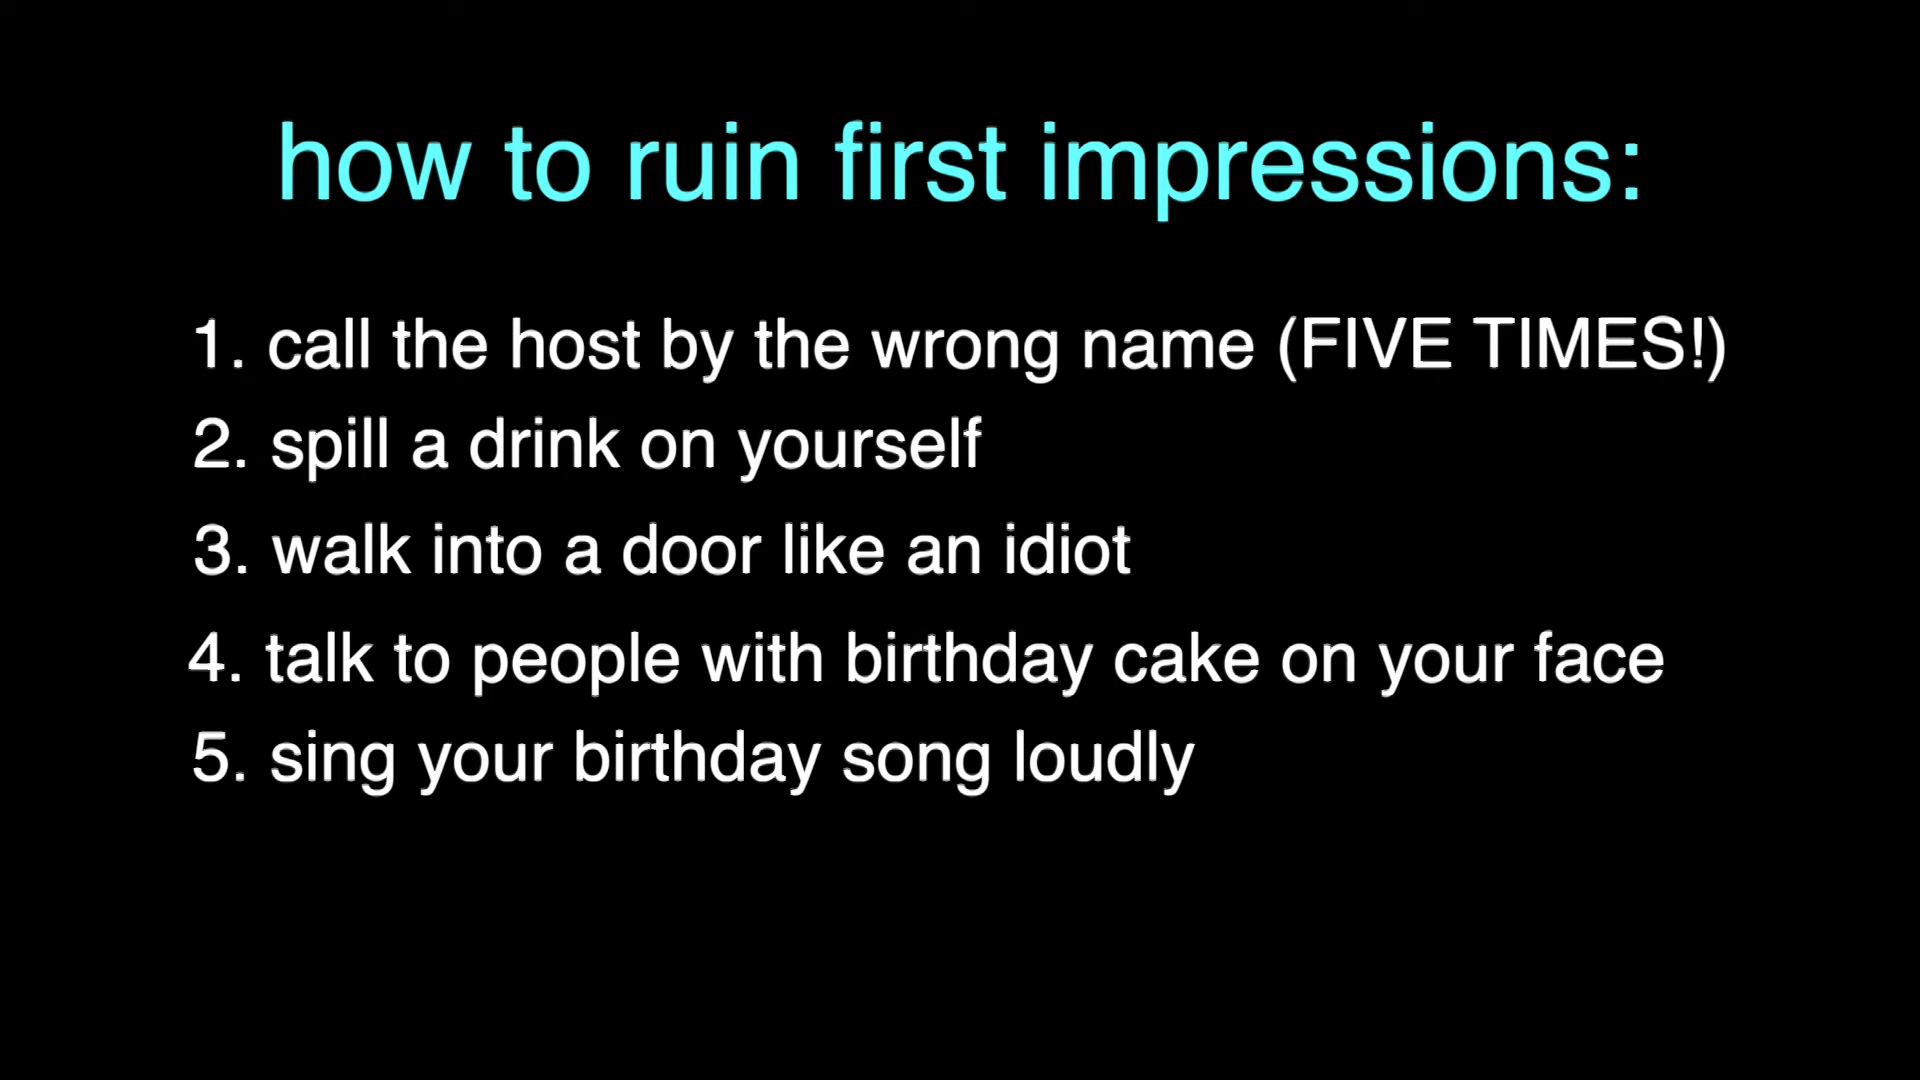 how to ruin first impressions:
1. call the host by the wrong name (FIVE TIMES!)
2. spill a drink on yourself
3. walk into a door like an idiot
4. talk to people with birthday cake on your face
5. sing your birthday song loudly